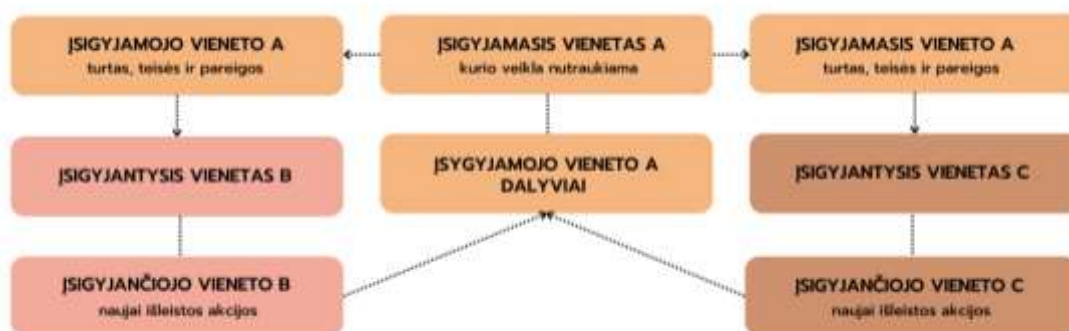 ĮSIGYJAMOJO VIENETO A
turtas, teisės ir pareigos
ĮSIGYJAMASIS VIENETAS A
kurio veikla nutraukiama
ĮSIGYJAMASIS VIENETO A
turtas, teisės ir pareigos
ĮSIGYJANTYSIS VIENETAS B
ĮSYGYJAMOJO VIENETO A
DALYVIAI
ĮSIGYJANTYSIS VIENETAS C
ĮSIGYJANČIOJO VIENETO B
naujai išleistos akcijos
ĮSIGYJANČIOJO VIENETO C
naujai išleistos akcijos